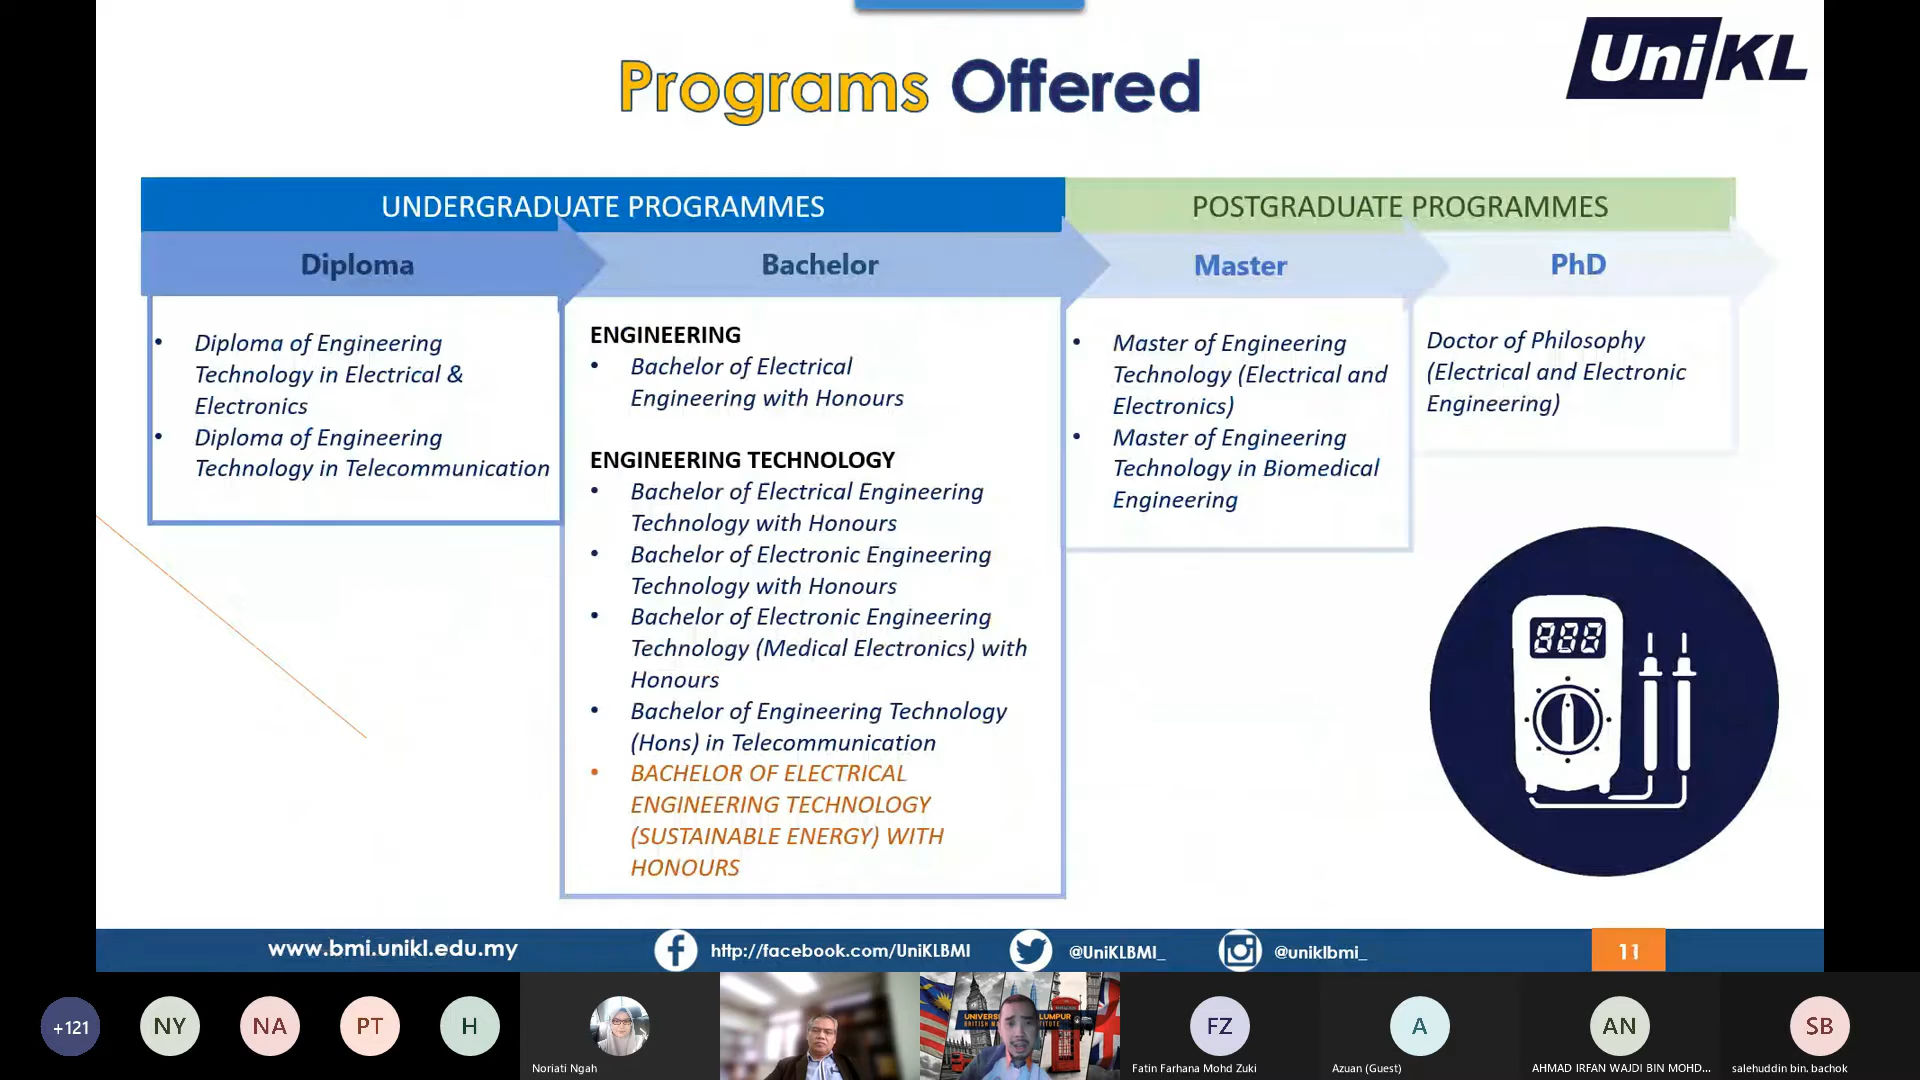 Programs Offered
UniKL
UNDERGRADUATE PROGRAMMES
POSTGRADUATE PROGRAMMES
Diploma
Bachelor
Master
PhD
• Diploma of Engineering
Technology in Electrical &
Electronics
• Diploma of Engineering
Technology in Telecommunication
ENGINEERING
• Bachelor of Electrical
Engineering with Honours
ENGINEERING TECHNOLOGY
• Bachelor of Electrical Engineering
Technology with Honours
• Bachelor of Electronic Engineering
Technology with Honours
• Bachelor of Electronic Engineering
Technology (Medical Electronics) with
Honours
• Bachelor of Engineering Technology
(Hons) in Telecommunication
• BACHELOR OF ELECTRICAL
ENGINEERING TECHNOLOGY
(SUSTAINABLE ENERGY) WITH
HONOURS
• Master of Engineering
Technology (Electrical and
Electronics)
• Master of Engineering
Technology in Biomedical
Engineering
Doctor of Philosophy
(Electrical and Electronic
Engineering)
888
www.bmi.unikl.edu.my
http://facebook.com/UniKLBMI
@UniKLBMI_
@uniklbmi_
11
+121
NY
NA
PT
H
Noriati Ngah
FZ
Fatin Farhana Mohd Zuki
A
Azuan (Guest)
AN
AHMAD IRFAN WAJDI BIN MOHD...
SB
salehuddin bin. bachok